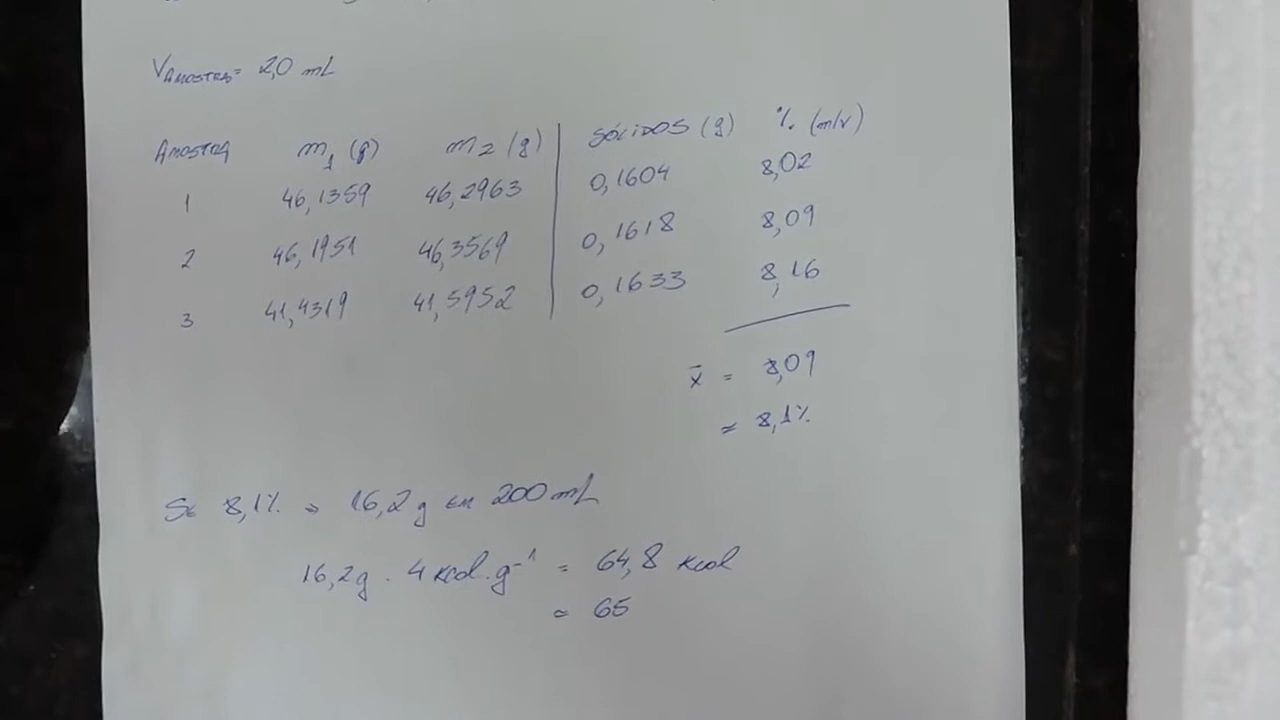 VAMOSTRA = 2,0 mL
AMOSTRA m1 (g) m2 (g) SÓLIDOS (g) % (m/v)
1 46,1359 46,2963 0,1604 8,02
2 46,1951 46,3569 0,1618 8,09
3 41,4319 41,5952 0,1633 8,16
x̄ = 8,09
≈ 8,1%
SE 8,1% ⇒ 16,2 g EM 200 mL
16,2 g . 4 kcal . g⁻¹ = 64,8 kcal
≈ 65